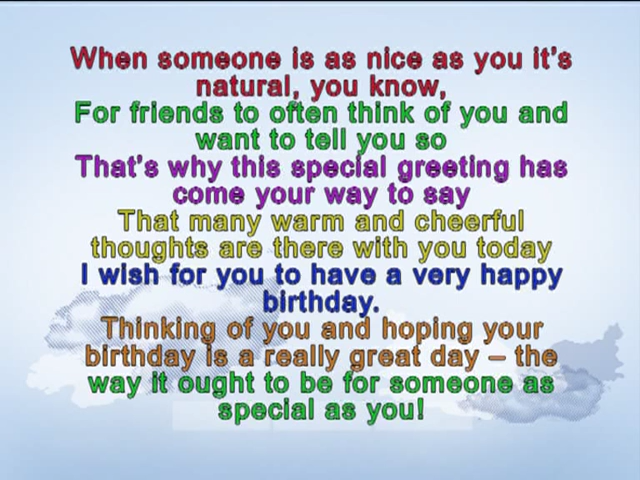 When someone is as nice as you it's
natural, you know,
For friends to often think of you and
want to tell you so
That's why this special greeting has
come your way to say
That many warm and cheerful
thoughts are there with you today
I wish for you to have a very happy
birthday.
Thinking of you and hoping your
birthday is a really great day – the
way it ought to be for someone as
special as you!